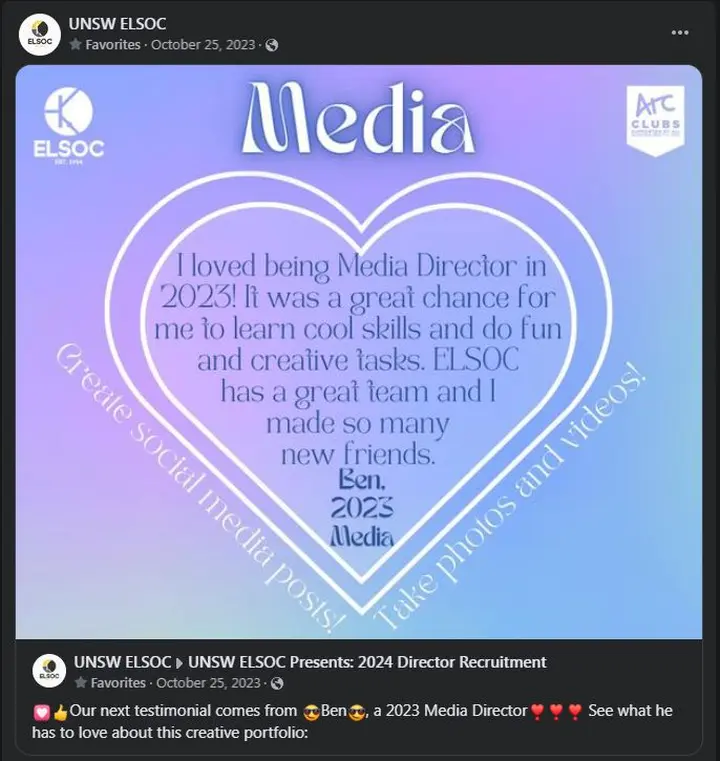 UNSW ELSOC
Favorites · October 25, 2023 ·
ELSOC
Media
ELSOC
EST. 1994
Arc
CLUBS
I loved being Media Director in
2023! It was a great chance for
me to learn cool skills and do fun
and creative tasks. ELSOC
has a great team and I
made so many
new friends.
Ben,
2023
Media
Create social media posts!
Take photos and videos!
UNSW ELSOC ▸ UNSW ELSOC Presents: 2024 Director Recruitment
ELSOC
Favorites · October 25, 2023 ·
💟👍Our next testimonial comes from 😎Ben😎, a 2023 Media Director❣️❣️❣️ See what he
has to love about this creative portfolio: